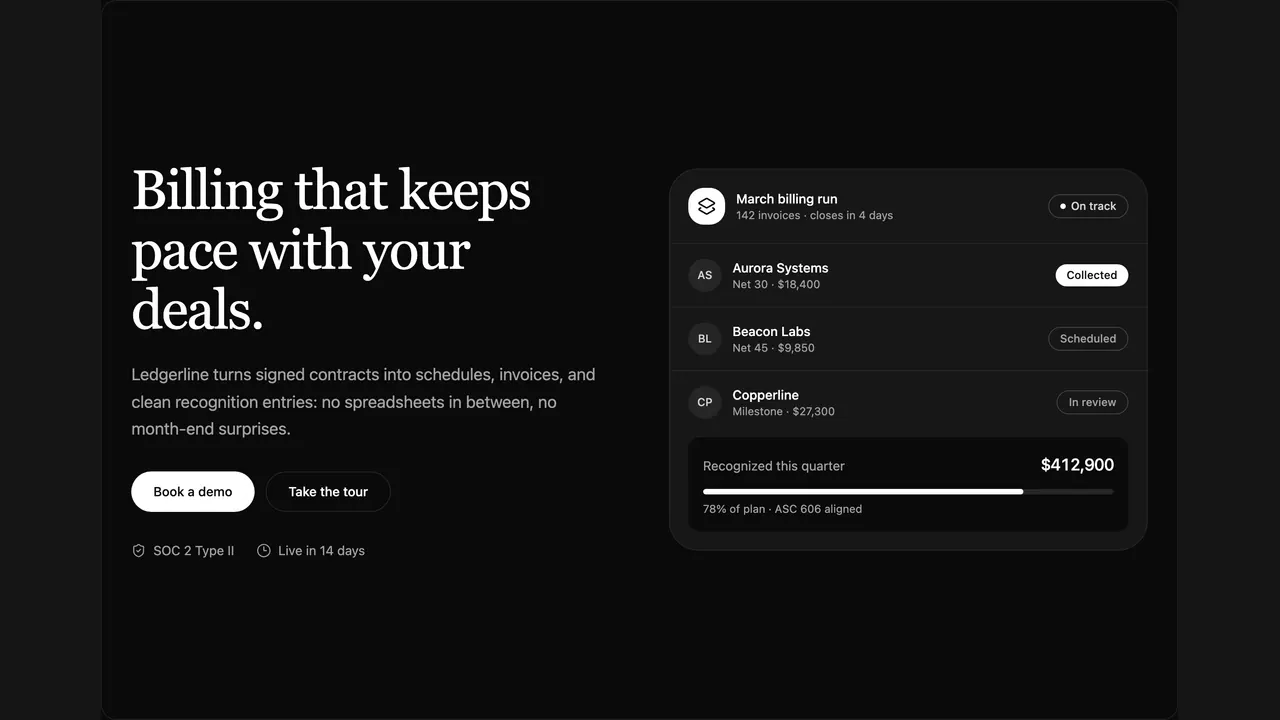 Billing that keeps
pace with your
deals.
Ledgerline turns signed contracts into schedules, invoices, and
clean recognition entries: no spreadsheets in between, no
month-end surprises.
Book a demo
Take the tour
SOC 2 Type II
Live in 14 days
March billing run
142 invoices · closes in 4 days
On track
AS
Aurora Systems
Net 30 · $18,400
Collected
BL
Beacon Labs
Net 45 · $9,850
Scheduled
CP
Copperline
Milestone · $27,300
In review
Recognized this quarter
$412,900
78% of plan · ASC 606 aligned